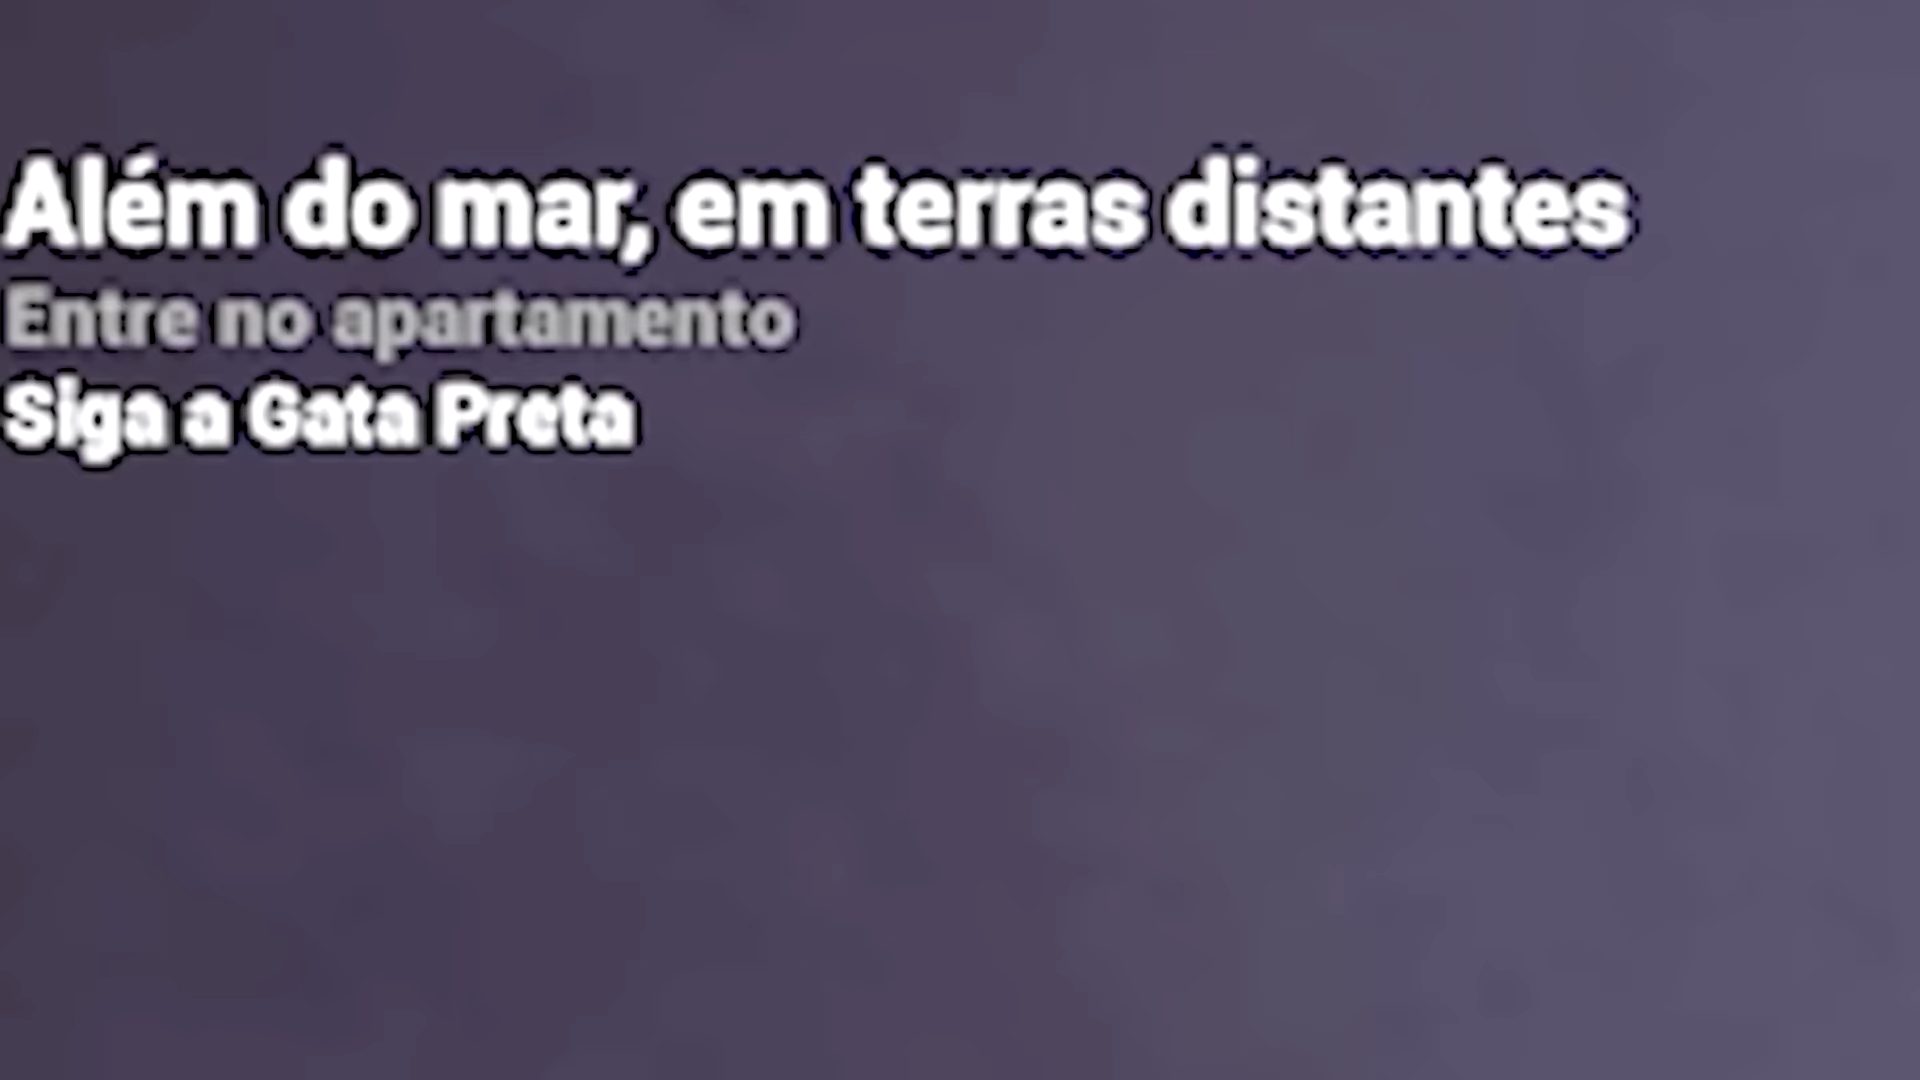 Além do mar, em terras distantes
Entre no apartamento
Siga a Gata Preta